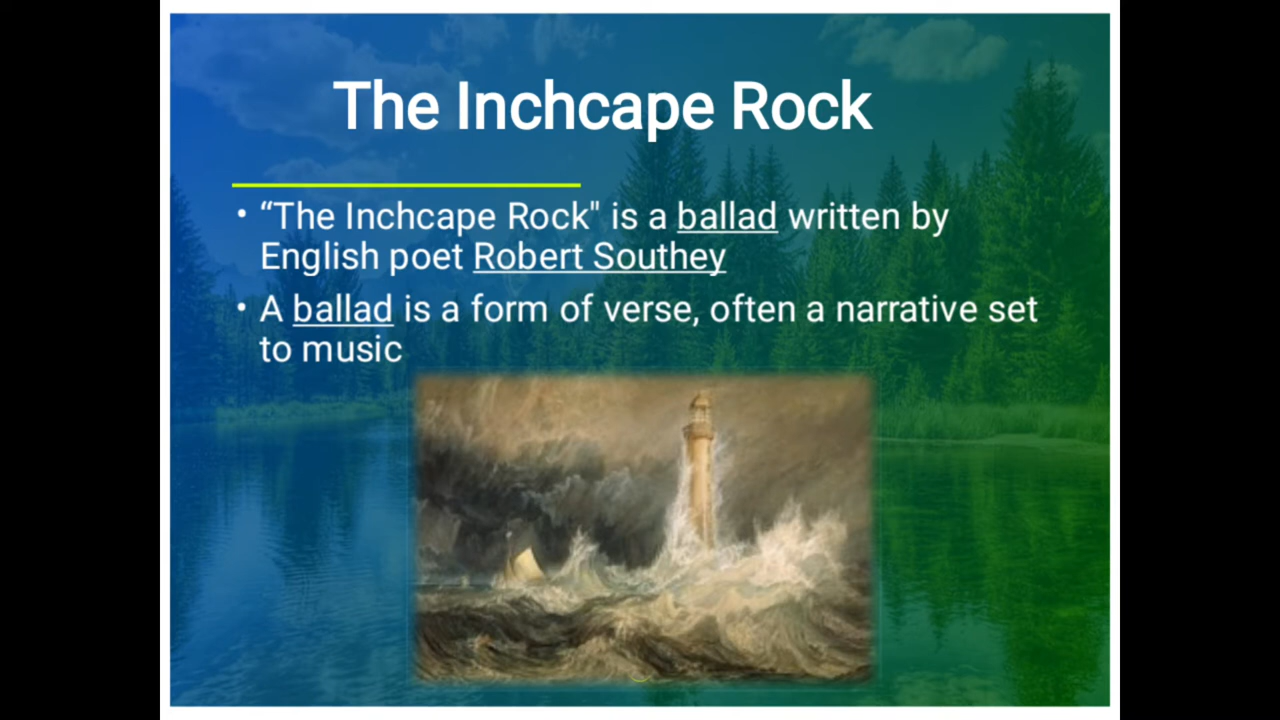 The Inchcape Rock
• “The Inchcape Rock" is a ballad written by
English poet Robert Southey
• A ballad is a form of verse, often a narrative set
to music